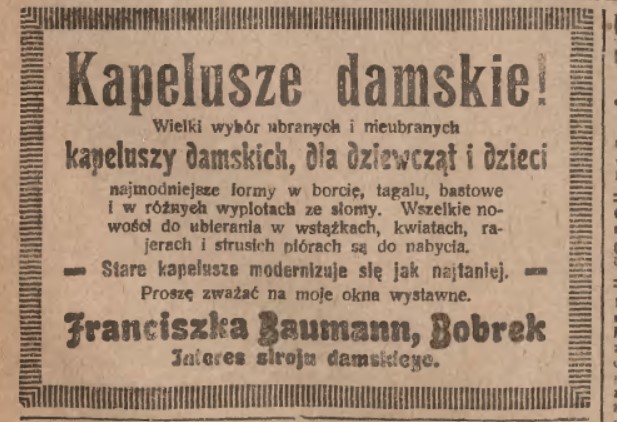 Kapelusze damskie!
Wielki wybór ubranych i nieubranych
kapeluszy damskich, dla dziewcząt i dzieci
najmodniejsze formy w borcie, tagalu, bastowe
i w różnych wyplotach ze słomy. Wszelkie no-
wości do ubierania w wstążkach, kwiatach, ra-
jerach i strusich piórach są do nabycia.
Stare kapelusze modernizuje się jak najtaniej.
Proszę zważać na moje okna wystawne.
Franciszka Baumann, Bobrek
Interes stroju damskiego.